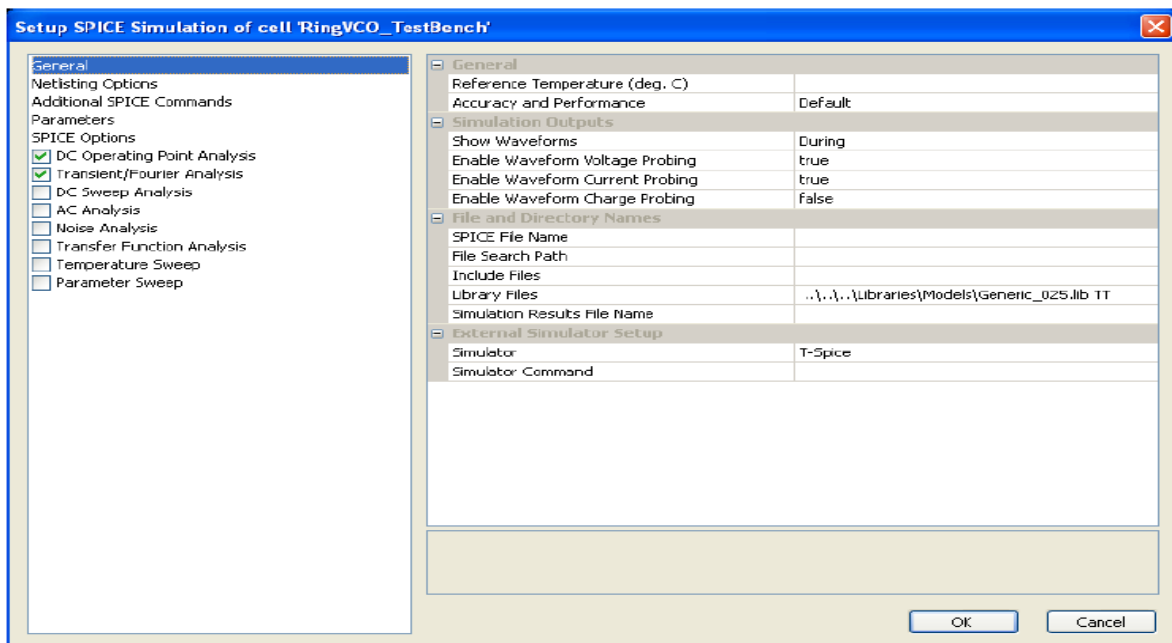 Setup SPICE Simulation of cell 'RingVCO_TestBench'
General
Netlisting Options
Additional SPICE Commands
Parameters
SPICE Options
DC Operating Point Analysis
Transient/Fourier Analysis
DC Sweep Analysis
AC Analysis
Noise Analysis
Transfer Function Analysis
Temperature Sweep
Parameter Sweep
General
Reference Temperature (deg. C)
Accuracy and Performance Default
Simulation Outputs
Show Waveforms During
Enable Waveform Voltage Probing true
Enable Waveform Current Probing true
Enable Waveform Charge Probing false
File and Directory Names
SPICE File Name
File Search Path
Include Files
Library Files ..\..\..\Libraries\Models\Generic_025.lib TT
Simulation Results File Name
External Simulator Setup
Simulator T-Spice
Simulator Command
OK Cancel